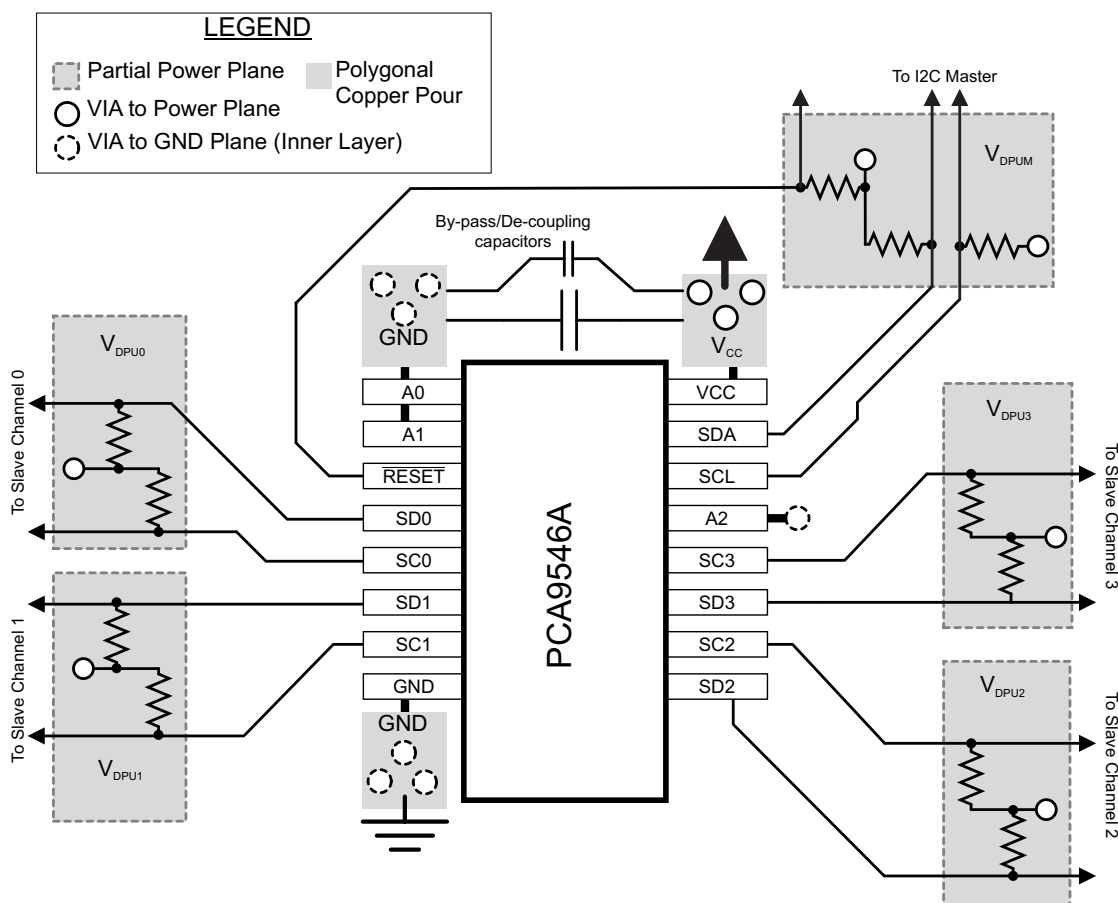 LEGEND
Partial Power Plane
Polygonal
Copper Pour
VIA to Power Plane
VIA to GND Plane (Inner Layer)
To I2C Master
VDPUM
By-pass/De-coupling
capacitors
GND
VCC
VDPU0
To Slave Channel 0
VDPU1
To Slave Channel 1
A0
A1
RESET
SD0
SC0
SD1
SC1
GND
GND
PCA9546A
VCC
SDA
SCL
A2
SC3
SD3
SC2
SD2
VDPU3
To Slave Channel 3
VDPU2
To Slave Channel 2